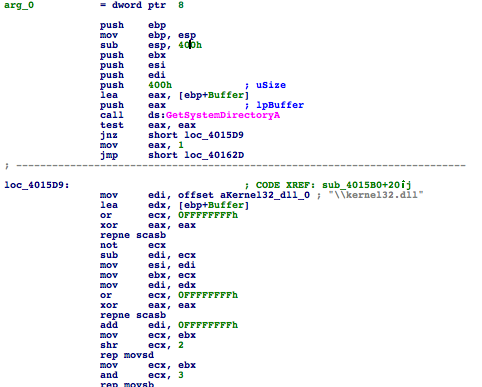 arg_0 = dword ptr 8
push ebp
mov ebp, esp
sub esp, 400h
push ebx
push esi
push edi
push 400h ; uSize
lea eax, [ebp+Buffer]
push eax ; lpBuffer
call ds:GetSystemDirectoryA
test eax, eax
jnz short loc_4015D9
mov eax, 1
jmp short loc_40162D
; ---------------------------------------------------------------------------
loc_4015D9: ; CODE XREF: sub_4015B0+20↑j
mov edi, offset aKernel32_dll_0 ; "\\kernel32.dll"
lea edx, [ebp+Buffer]
or ecx, 0FFFFFFFFh
xor eax, eax
repne scasb
not ecx
sub edi, ecx
mov esi, edi
mov ebx, ecx
mov edi, edx
or ecx, 0FFFFFFFFh
xor eax, eax
repne scasb
add edi, 0FFFFFFFFh
mov ecx, ebx
shr ecx, 2
rep movsd
mov ecx, ebx
and ecx, 3
rep movsb